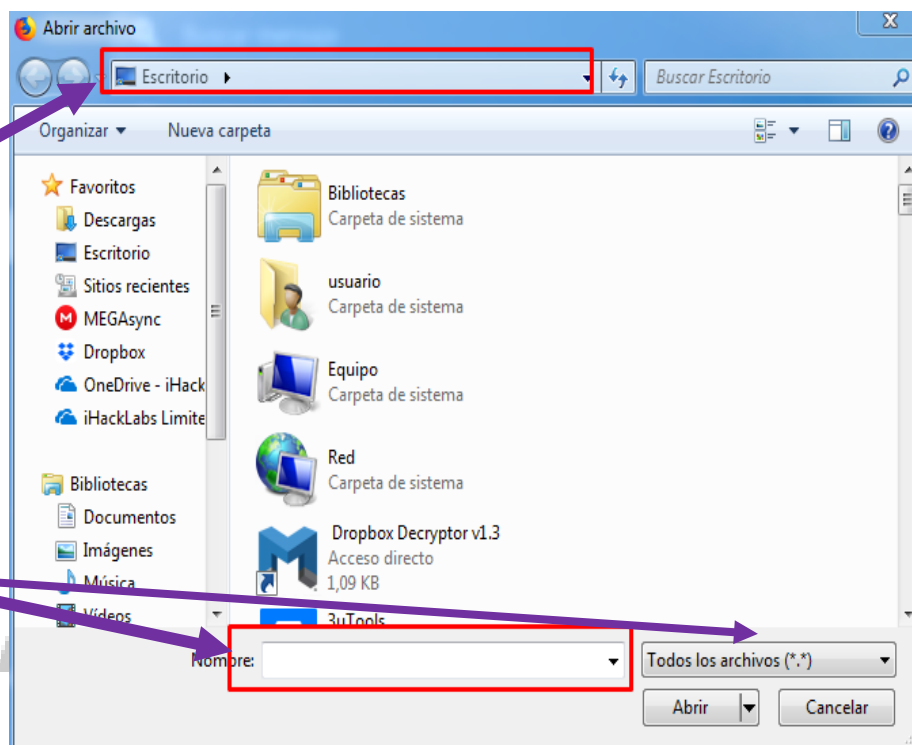 Abrir archivo
Escritorio
Buscar Escritorio
Organizar
Nueva carpeta
Favoritos
Descargas
Escritorio
Sitios recientes
MEGAsync
Dropbox
OneDrive - iHack
iHackLabs Limite
Bibliotecas
Documentos
Imágenes
Música
Vídeos
Bibliotecas
Carpeta de sistema
usuario
Carpeta de sistema
Equipo
Carpeta de sistema
Red
Carpeta de sistema
Dropbox Decryptor v1.3
Acceso directo
1,09 KB
3uTools
Nombre:
Todos los archivos (*.*)
Abrir
Cancelar